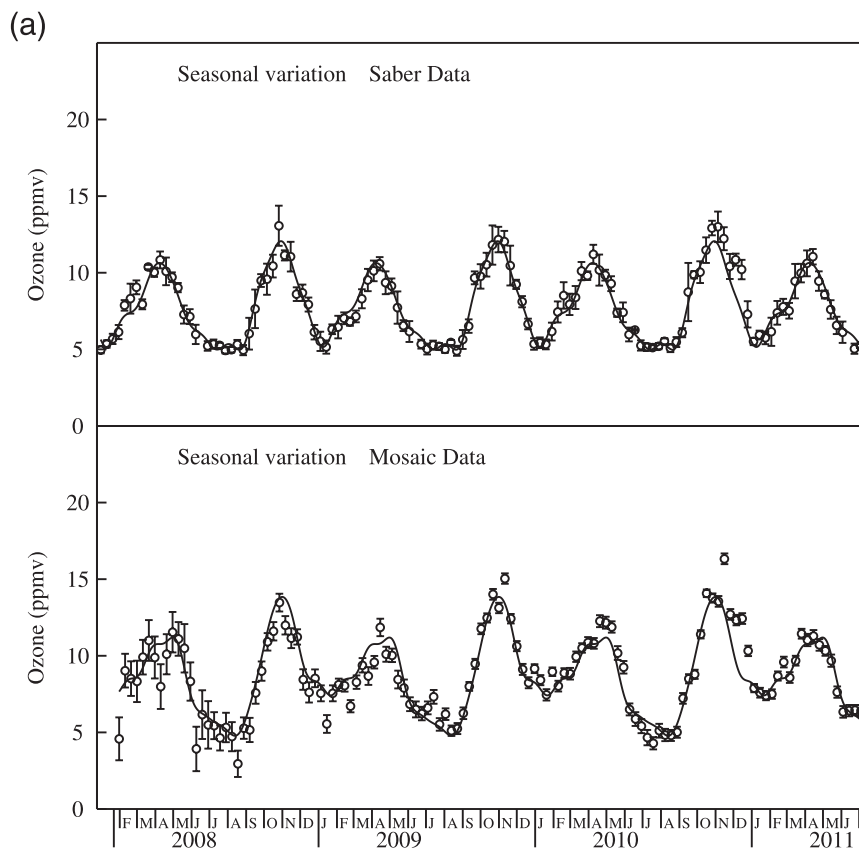 (a)
Seasonal variation Saber Data
20
15
10
5
0
Ozone (ppmv)
Seasonal variation Mosaic Data
20
15
10
5
0
Ozone (ppmv)
F M A M J J A S O N D J F M A M J J A S O N D J F M A M J J A S O N D J F M A M J
2008 2009 2010 2011